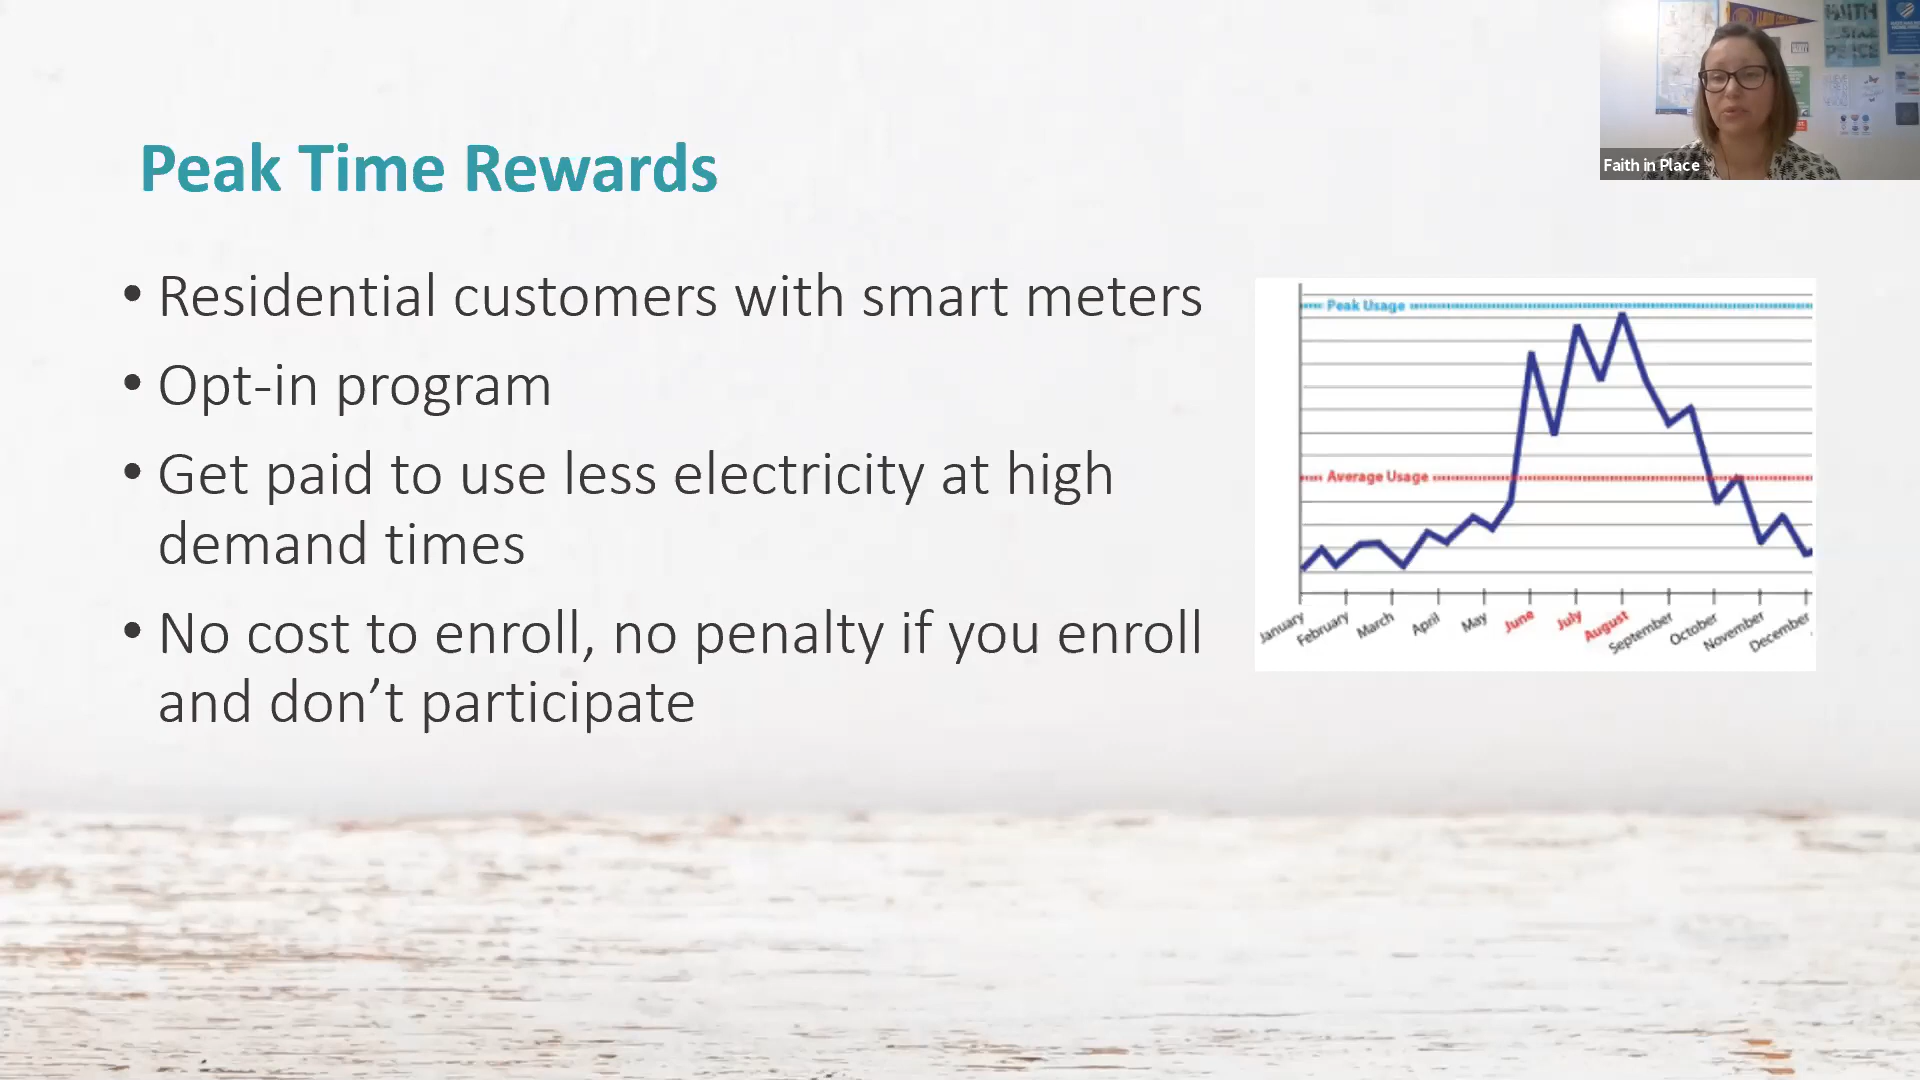 Peak Time Rewards
• Residential customers with smart meters
• Opt-in program
• Get paid to use less electricity at high
demand times
• No cost to enroll, no penalty if you enroll
and don’t participate
Peak Usage
Average Usage
January
February
March
April
May
June
July
August
September
October
November
December
FAITH
PEACE
Faith in Place